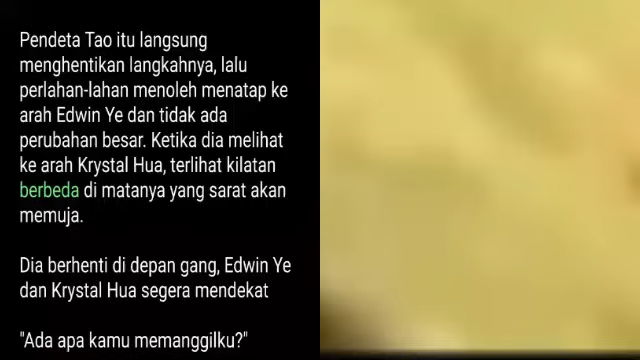 Pendeta Tao itu langsung
menghentikan langkahnya, lalu
perlahan-lahan menoleh menatap ke
arah Edwin Ye dan tidak ada
perubahan besar. Ketika dia melihat
ke arah Krystal Hua, terlihat kilatan
berbeda di matanya yang sarat akan
memuja.
Dia berhenti di depan gang, Edwin Ye
dan Krystal Hua segera mendekat
"Ada apa kamu memanggilku?"